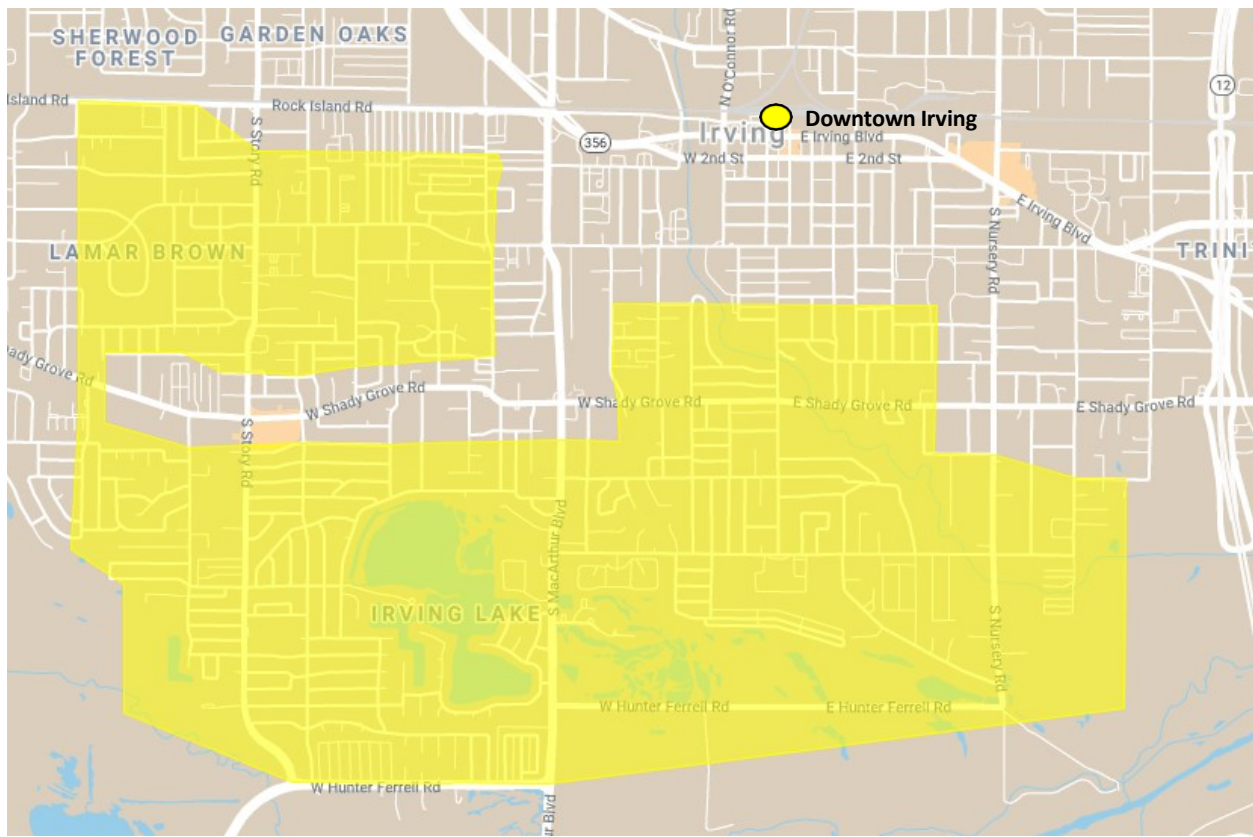 SHERWOOD
FOREST
GARDEN OAKS
N O'Connor Rd
12
Island Rd
Rock Island Rd
Downtown Irving
Irving
E Irving Blvd
356
W 2nd St
E 2nd St
S Story Rd
E Irving Blvd
S Nursery Rd
LAMAR BROWN
TRINI
Shady Grove Rd
W Shady Grove Rd
W Shady Grove Rd
E Shady Grove Rd
E Shady Grove Rd
S Story Rd
S MacArthur Blvd
IRVING LAKE
S Nursery Rd
W Hunter Ferrell Rd
E Hunter Ferrell Rd
W Hunter Ferrell Rd
ur Blvd